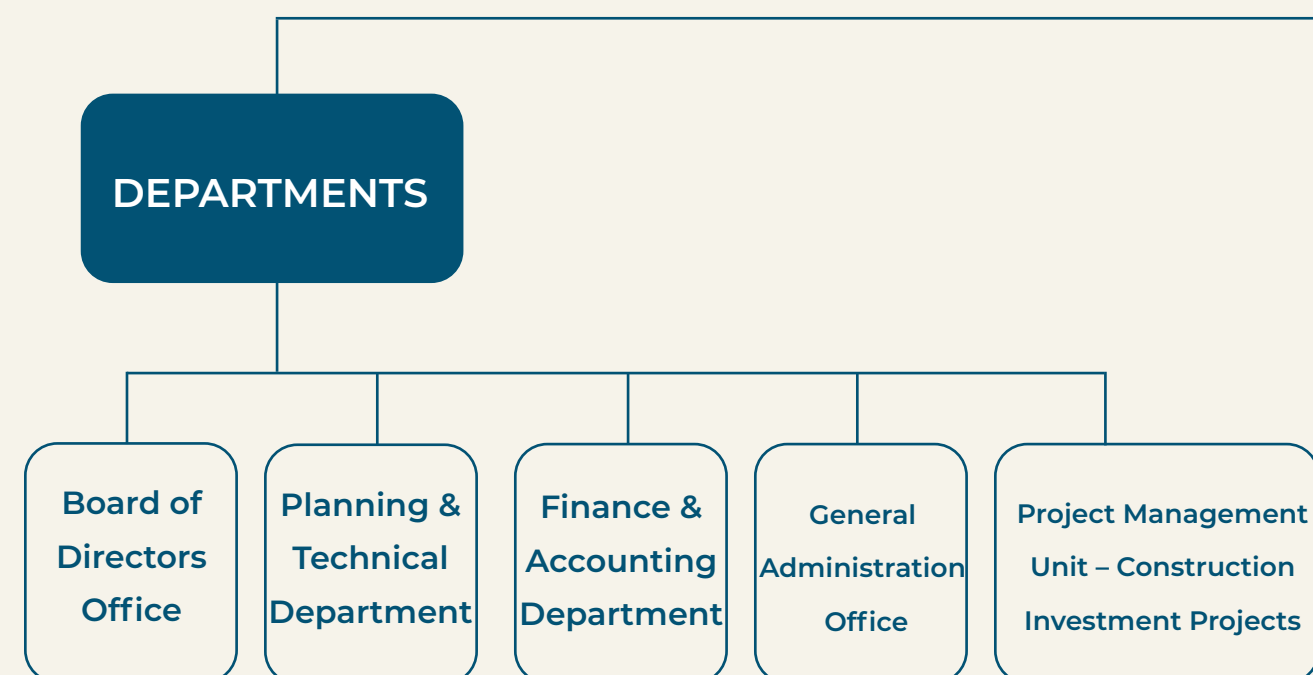 DEPARTMENTS
Board of
Directors
Office
Planning &
Technical
Department
Finance &
Accounting
Department
General
Administration
Office
Project Management
Unit – Construction
Investment Projects